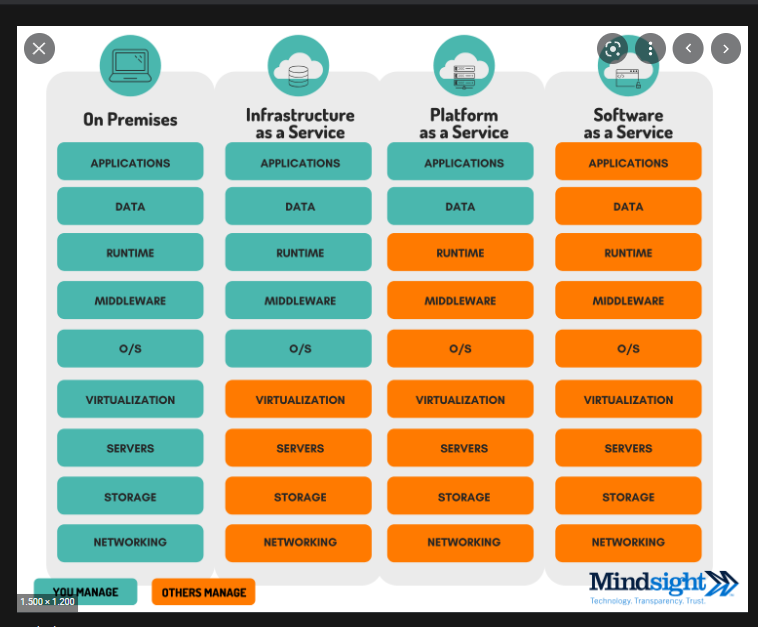 On Premises
Infrastructure
as a Service
Platform
as a Service
Software
as a Service
APPLICATIONS
APPLICATIONS
APPLICATIONS
APPLICATIONS
DATA
DATA
DATA
DATA
RUNTIME
RUNTIME
RUNTIME
RUNTIME
MIDDLEWARE
MIDDLEWARE
MIDDLEWARE
MIDDLEWARE
O/S
O/S
O/S
O/S
VIRTUALIZATION
VIRTUALIZATION
VIRTUALIZATION
VIRTUALIZATION
SERVERS
SERVERS
SERVERS
SERVERS
STORAGE
STORAGE
STORAGE
STORAGE
NETWORKING
NETWORKING
NETWORKING
NETWORKING
YOU MANAGE
OTHERS MANAGE
Mindsight
Technology. Transparency. Trust.
1.500 × 1.200